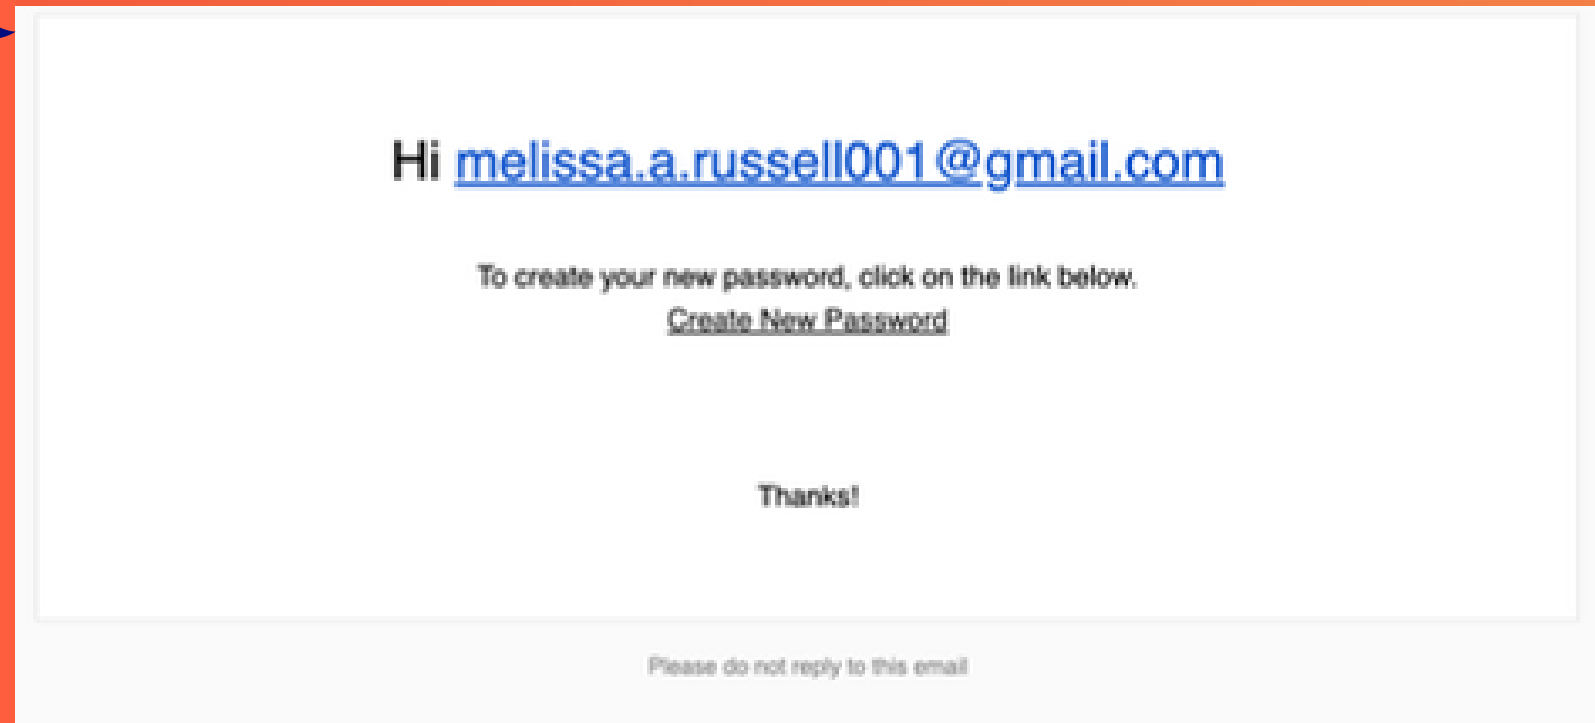 Hi melissa.a.russell001@gmail.com
To create your new password, click on the link below.
Create New Password
Thanks!
Please do not reply to this email